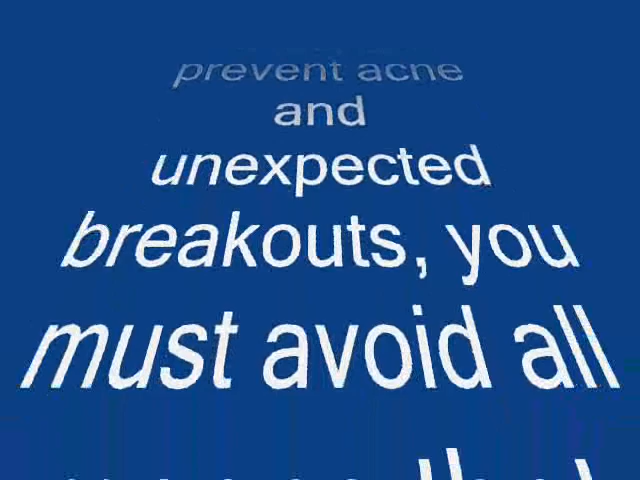 prevent acne
and
unexpected
breakouts, you
must avoid all